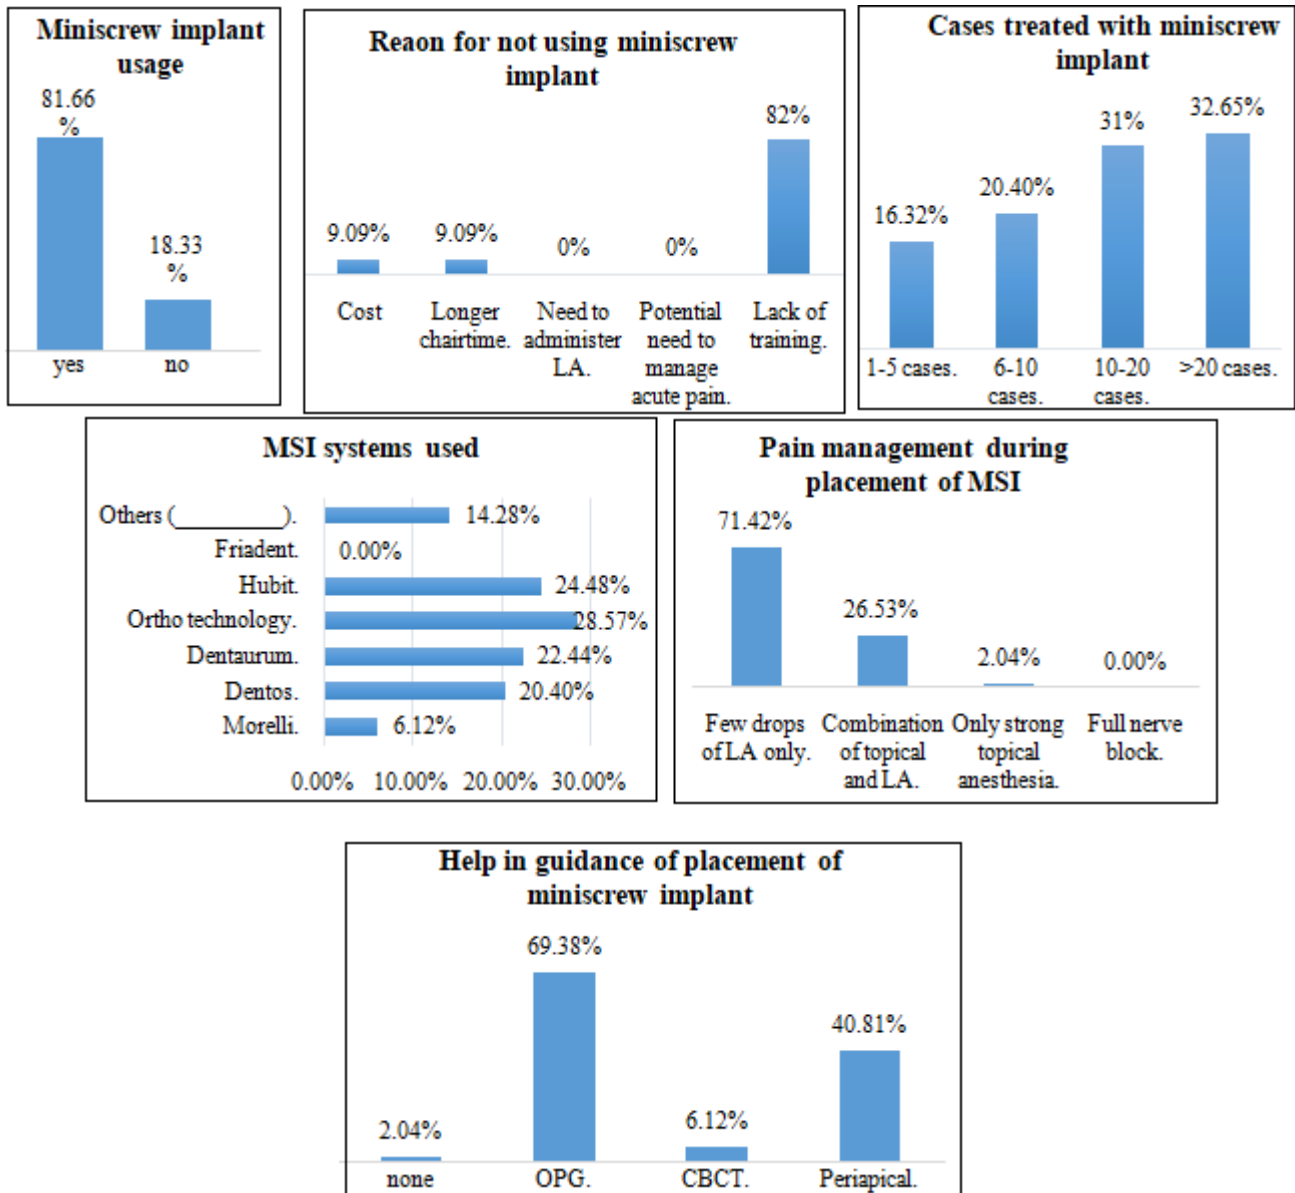 Miniscrew implant
usage
81.66
%
18.33
%
yes no
Reaon for not using miniscrew
implant
9.09% 9.09% 0% 0% 82%
Cost Longer Need to Potential Lack of
chairtime. administer need to training.
LA. manage
acute pain.
Cases treated with miniscrew
implant
16.32% 20.40% 31% 32.65%
1-5 cases. 6-10 10-20 >20 cases.
cases. cases.
MSI systems used
Others (__________). 14.28%
Friadent. 0.00%
Hubit. 24.48%
Ortho technology. 28.57%
Dentaurum. 22.44%
Dentos. 20.40%
Morelli. 6.12%
0.00% 10.00% 20.00% 30.00%
Pain management during
placement of MSI
71.42% 26.53% 2.04% 0.00%
Few drops Combination Only strong Full nerve
of LA only. of topical topical block.
and LA. anesthesia.
Help in guidance of placement of
miniscrew implant
2.04% 69.38% 6.12% 40.81%
none OPG. CBCT. Periapical.